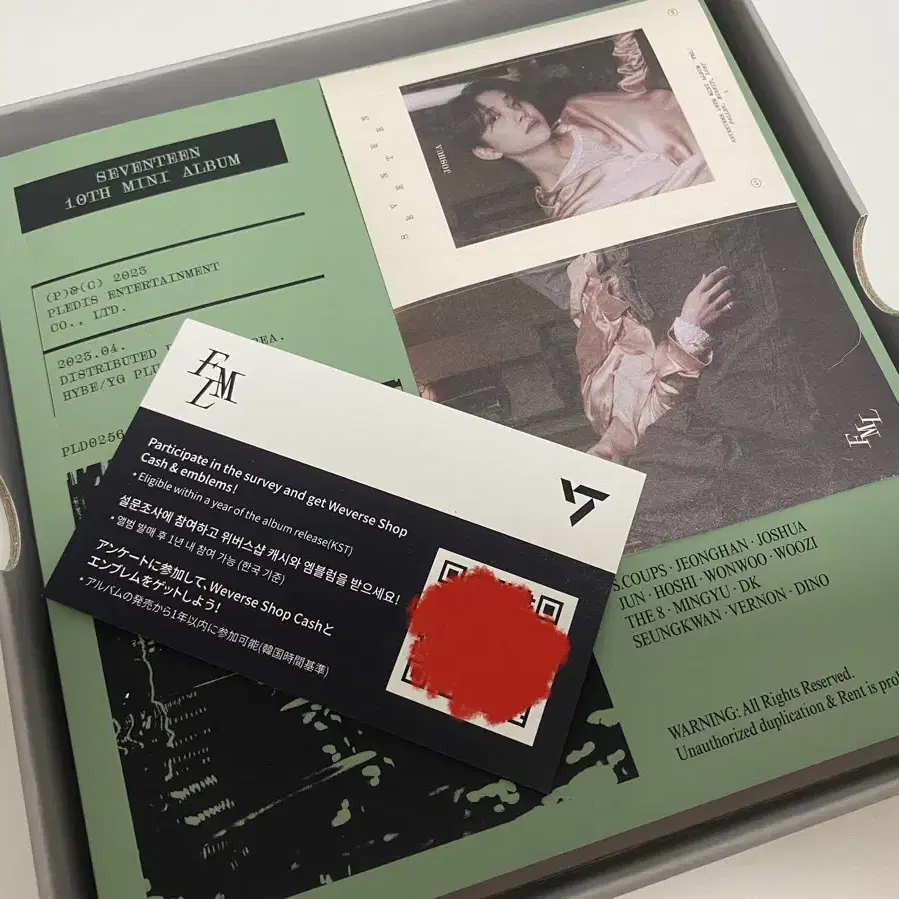 SEVENTEEN
10TH MINI ALBUM
(P)&(C) 2023
PLEDIS ENTERTAINMENT
CO., LTD.
2023.04.
DISTRIBUTED
HYBE/YG
SEVENTEEN
JOSHUA
FML
FML
Participate in the survey and get Weverse Shop
Cash & emblems!
• Eligible within a year of the album release(KST)
설문조사에 참여하고 위버스샵 캐시와 엠블럼을 받으세요!
• 앨범 발매 후 1년 내 참여 가능 (한국 기준)
アンケートに参加して、Weverse Shop Cashと
エンブレムをゲットしよう!
• アルバムの発売から1年以内に参加可能(韓国時間基準)
S.COUPS · JEONGHAN · JOSHUA
JUN · HOSHI · WONWOO · WOOZI
THE 8 · MINGYU · DK
SEUNGKWAN · VERNON · DINO
WARNING: All Rights Reserved.
Unauthorized duplication & Rent is